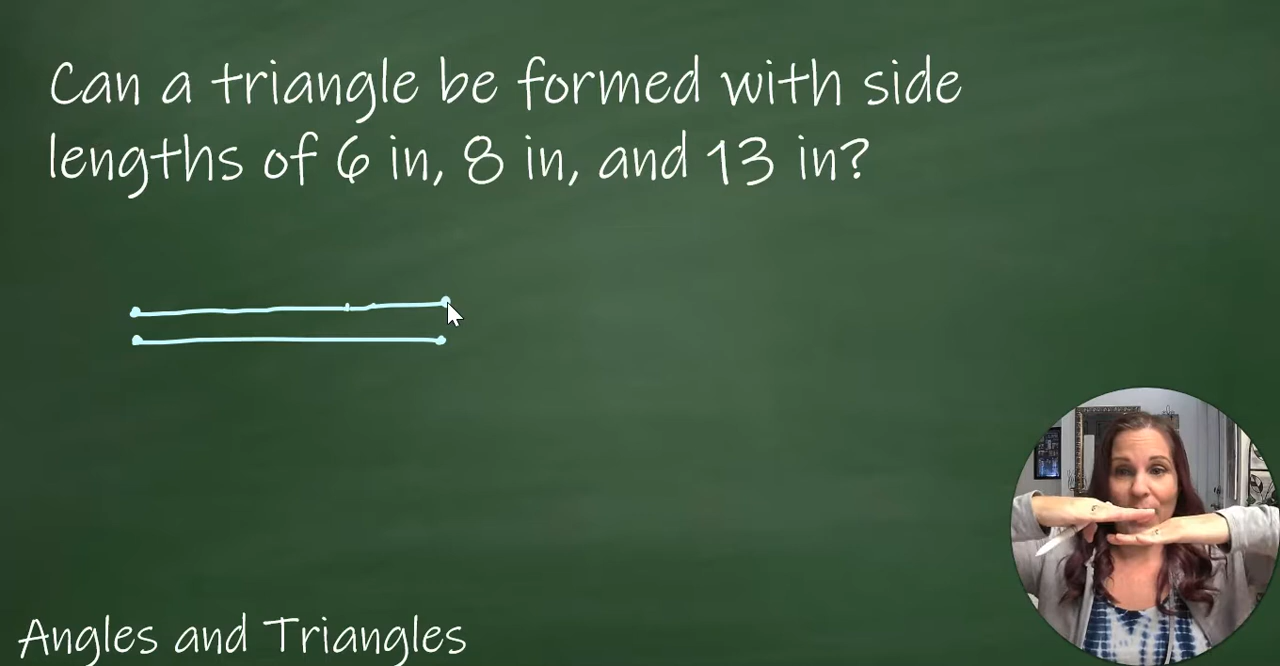 Can a triangle be formed with side
lengths of 6 in, 8 in, and 13 in?
Angles and Triangles